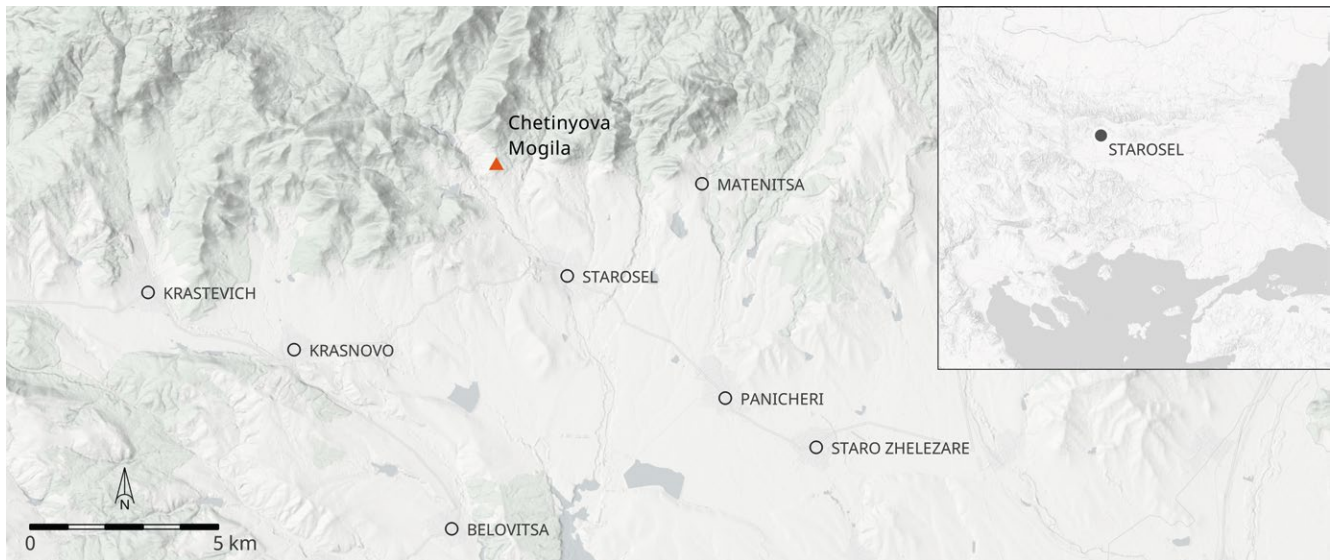 Chetinyova
Mogila
STAROSEL
MATENITSA
STAROSEL
KRASTEVICH
KRASNOVO
PANICHERI
STARO ZHELEZARE
N
BELOVITSA
0 5 km